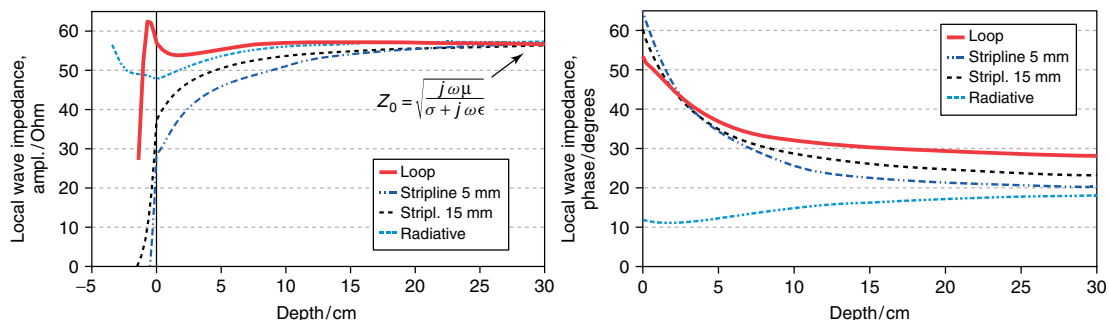 Local wave impedance,
ampl./Ohm
60
50
40
30
20
10
0
−5
0
5
10
15
20
25
30
Depth/cm
Z₀ = √(jωμ / (σ + jωϵ))
Loop
Stripline 5 mm
Stripl. 15 mm
Radiative
Local wave impedance,
phase/degrees
60
50
40
30
20
10
0
0
5
10
15
20
25
30
Depth/cm
Loop
Stripline 5 mm
Stripl. 15 mm
Radiative